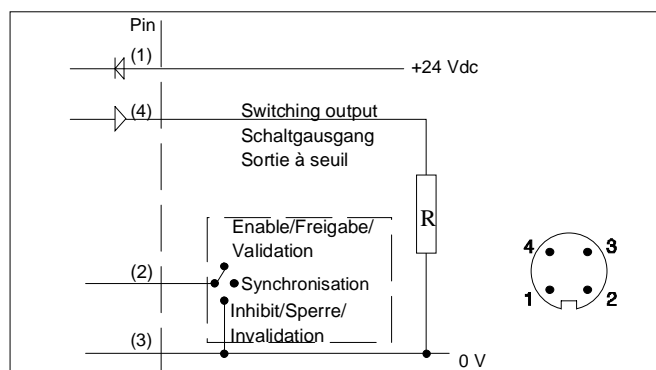 Pin
(1)
+24 Vdc
(4)
Switching output
Schaltgausgang
Sortie à seuil
R
Enable/Freigabe/
Validation
(2)
Synchronisation
Inhibit/Sperre/
Invalidation
(3)
0 V
4 3
1 2